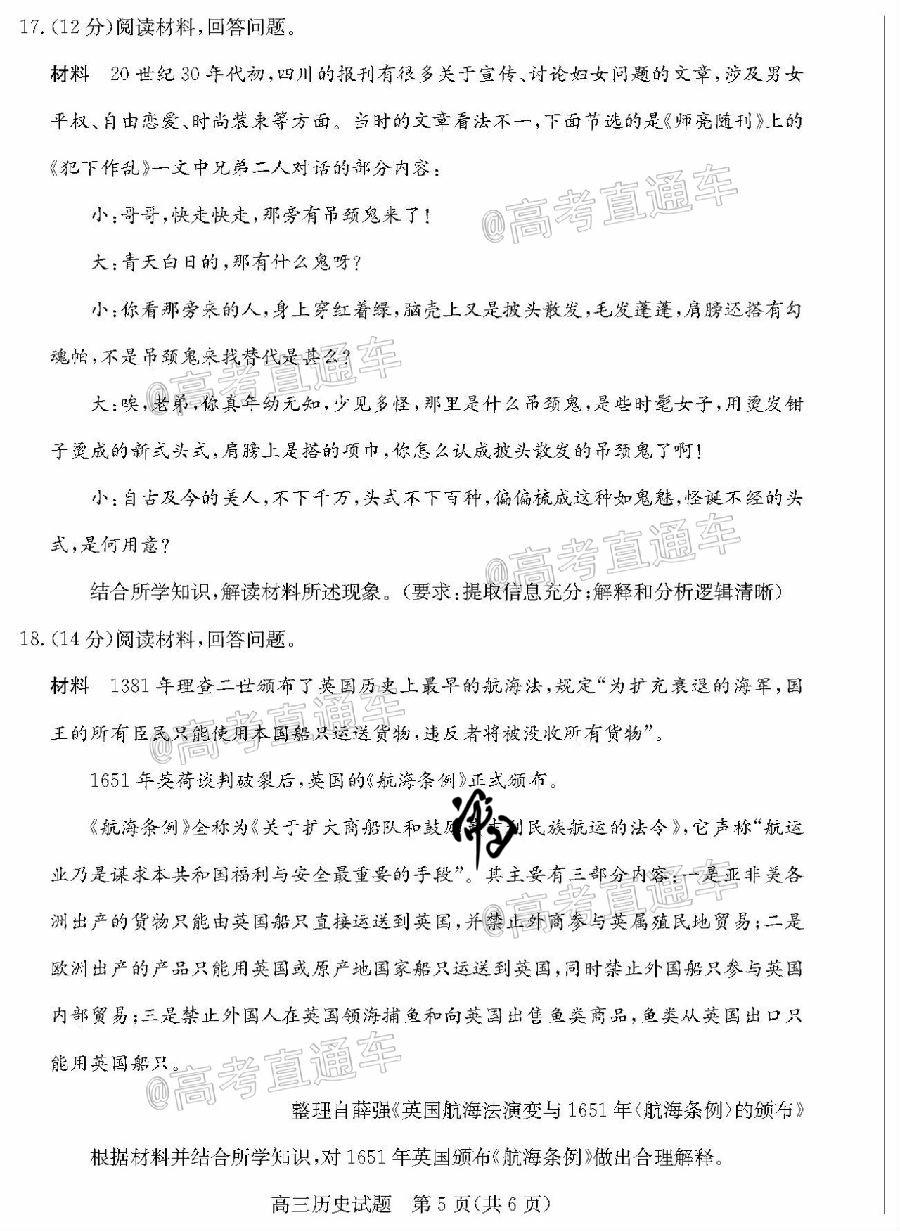 17.(12分)阅读材料,回答问题。
材料 20世纪30年代初,四川的报刊有很多关于宣传、讨论妇女问题的文章,涉及男女
平权、自由恋爱、时尚装束等方面。当时的文章看法不一,下面节选的是《师亮随刊》上的
《犯下作乱》一文中兄弟二人对话的部分内容:
小:哥哥,快走快走,那旁有吊颈鬼来了!
@高考直通车
大:青天白日的,那有什么鬼呀?
小:你看那旁来的人,身上穿红着绿,脑壳上又是披头散发,毛发蓬蓬,肩膀还搭有勾
魂帕,不是吊颈鬼来找替代是甚么?
@高考直通车
大:唉,老弟,你真年幼无知,少见多怪,那里是什么吊颈鬼,是些时髦女子,用烫发钳
子烫成的新式头式,肩膀上是搭的项巾,你怎么认成披头散发的吊颈鬼了啊!
小:自古及今的美人,不下千万,头式不下百种,偏偏梳成这种如鬼魅,怪诞不经的头
式,是何用意?
@高考直通车
结合所学知识,解读材料所述现象。(要求:提取信息充分;解释和分析逻辑清晰)
18.(14分)阅读材料,回答问题。
材料 1381年理查二世颁布了英国历史上最早的航海法,规定“为扩充衰退的海军,国
王的所有臣民只能使用本国船只运送货物,违反者将被没收所有货物”。
@高考直通车
1651年英荷谈判破裂后,英国的《航海条例》正式颁布。
《航海条例》全称为《关于扩大商船队和鼓励民族航运的法令》,它声称“航运
业乃是谋求本共和国福利与安全最重要的手段”。其主要有三部分内容:一是亚非美各
洲出产的货物只能由英国船只直接运送到英国,并禁止外商参与英属殖民地贸易;二是
@高考直通车
欧洲出产的产品只能用英国或原产地国家船只运送到英国,同时禁止外国船只参与英国
内部贸易;三是禁止外国人在英国领海捕鱼和向英国出售鱼类商品,鱼类从英国出口只
能用英国船只。
@高考直通车
整理自薛强《英国航海法演变与1651年〈航海条例〉的颁布》
根据材料并结合所学知识,对1651年英国颁布《航海条例》做出合理解释。
高三历史试题 第5页(共6页)